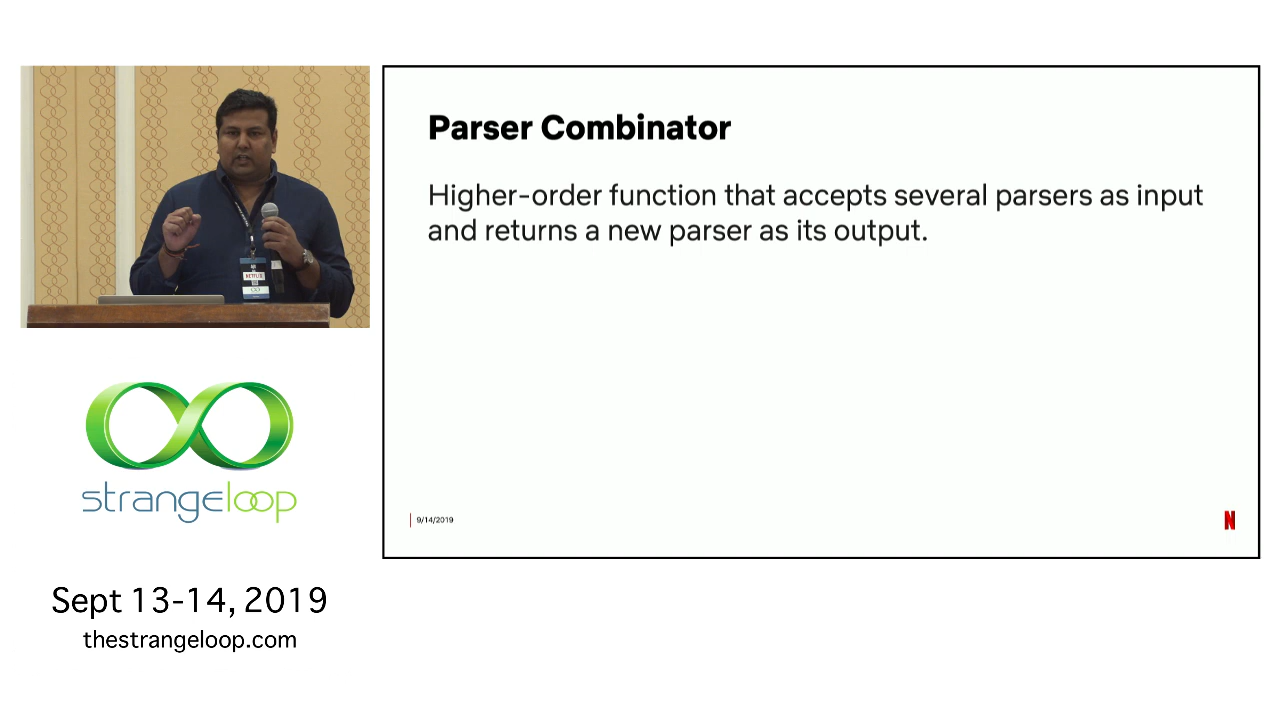 Parser Combinator
Higher-order function that accepts several parsers as input
and returns a new parser as its output.
9/14/2019
N
NETFLIX
strangeloop
Sept 13-14, 2019
thestrangeloop.com